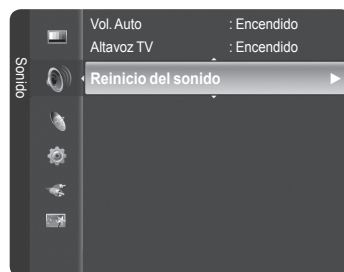 Sonido
Vol. Auto : Encendido
Altavoz TV : Encendido
Reinicio del sonido